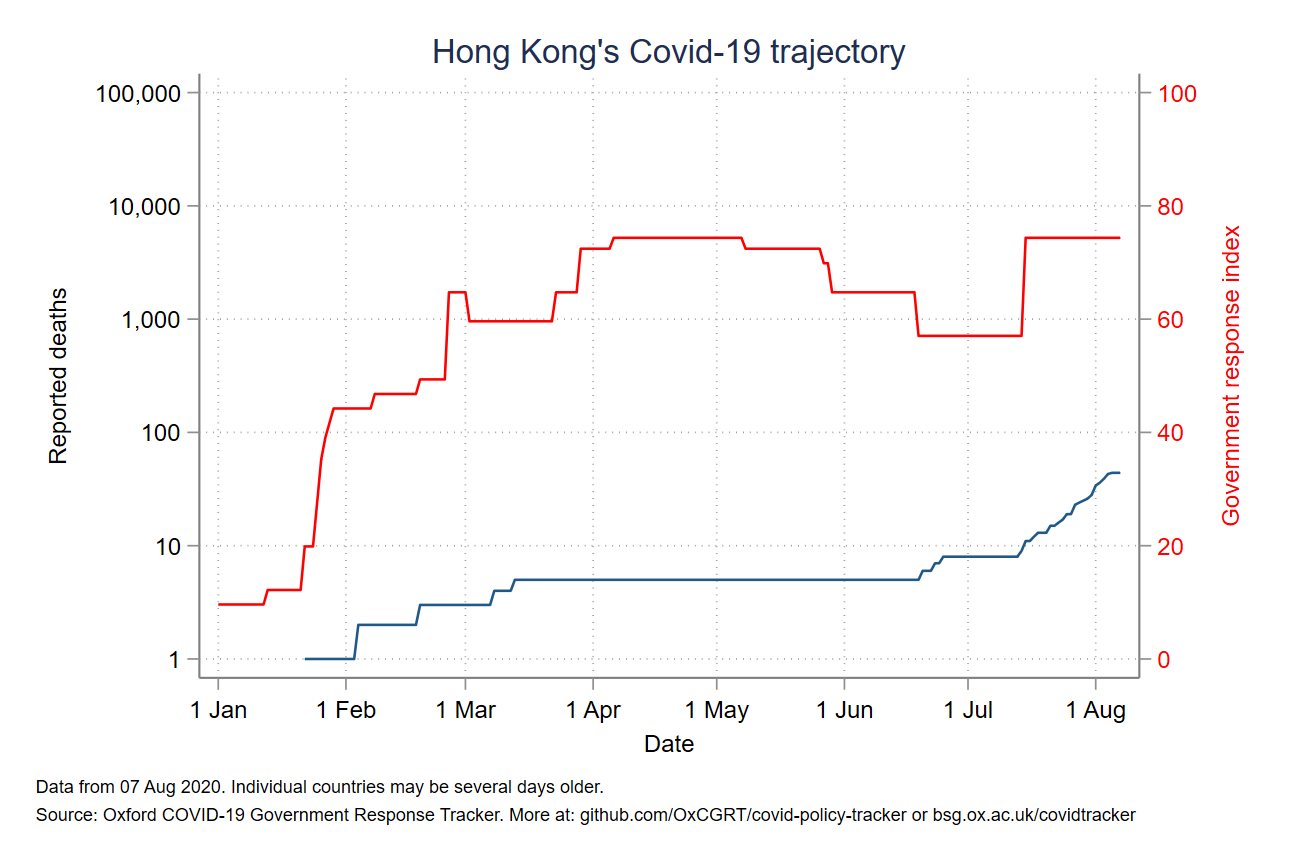 Hong Kong's Covid-19 trajectory
100,000
10,000
1,000
100
10
1
Reported deaths
100
80
60
40
20
0
Government response index
1 Jan
1 Feb
1 Mar
1 Apr
1 May
1 Jun
1 Jul
1 Aug
Date
Data from 07 Aug 2020. Individual countries may be several days older.
Source: Oxford COVID-19 Government Response Tracker. More at: github.com/OxCGRT/covid-policy-tracker or bsg.ox.ac.uk/covidtracker